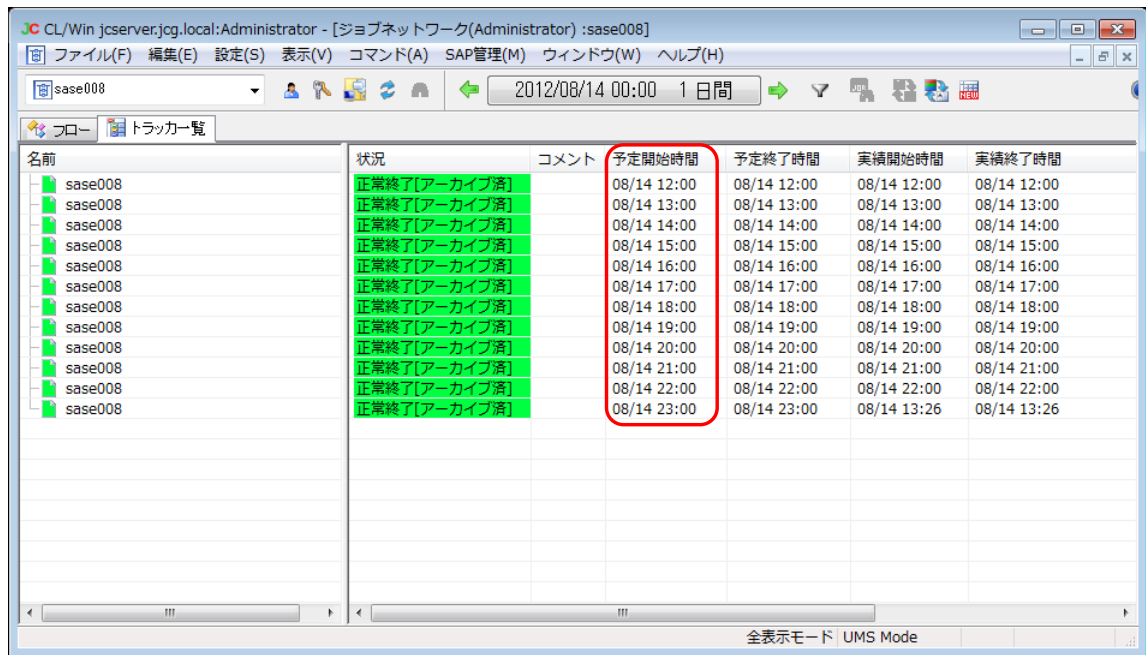 JC CL/Win jcserver.jcg.local:Administrator - [ジョブネットワーク(Administrator) :sase008]
ファイル(F) 編集(E) 設定(S) 表示(V) コマンド(A) SAP管理(M) ウィンドウ(W) ヘルプ(H)
sase008 2012/08/14 00:00 1 日間 JOB NEW
フロー トラッカ一覧
名前 状況 コメント 予定開始時間 予定終了時間 実績開始時間 実績終了時間
sase008 正常終了[アーカイブ済] 08/14 12:00 08/14 12:00 08/14 12:00 08/14 12:00
sase008 正常終了[アーカイブ済] 08/14 13:00 08/14 13:00 08/14 13:00 08/14 13:00
sase008 正常終了[アーカイブ済] 08/14 14:00 08/14 14:00 08/14 14:00 08/14 14:00
sase008 正常終了[アーカイブ済] 08/14 15:00 08/14 15:00 08/14 15:00 08/14 15:00
sase008 正常終了[アーカイブ済] 08/14 16:00 08/14 16:00 08/14 16:00 08/14 16:00
sase008 正常終了[アーカイブ済] 08/14 17:00 08/14 17:00 08/14 17:00 08/14 17:00
sase008 正常終了[アーカイブ済] 08/14 18:00 08/14 18:00 08/14 18:00 08/14 18:00
sase008 正常終了[アーカイブ済] 08/14 19:00 08/14 19:00 08/14 19:00 08/14 19:00
sase008 正常終了[アーカイブ済] 08/14 20:00 08/14 20:00 08/14 20:00 08/14 20:00
sase008 正常終了[アーカイブ済] 08/14 21:00 08/14 21:00 08/14 21:00 08/14 21:00
sase008 正常終了[アーカイブ済] 08/14 22:00 08/14 22:00 08/14 22:00 08/14 22:00
sase008 正常終了[アーカイブ済] 08/14 23:00 08/14 23:00 08/14 13:26 08/14 13:26
全表示モード UMS Mode